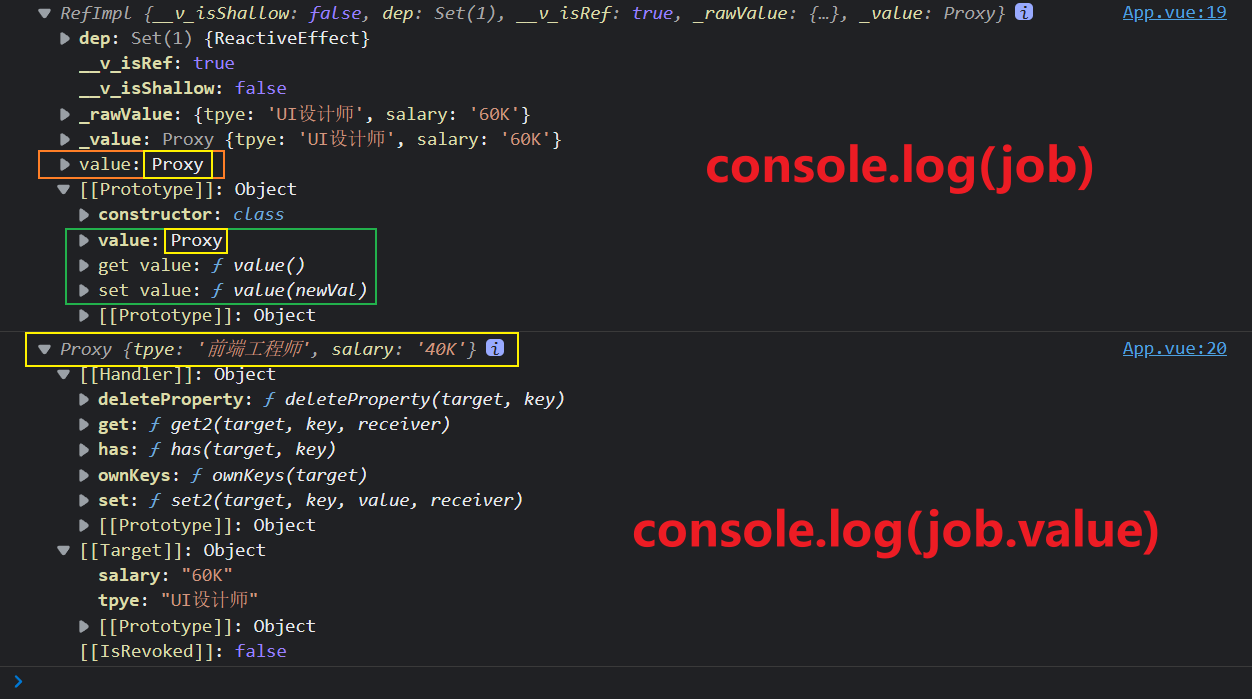 RefImpl {__v_isShallow: false, dep: Set(1), __v_isRef: true, _rawValue: {…}, _value: Proxy} i App.vue:19
dep: Set(1) {ReactiveEffect}
__v_isRef: true
__v_isShallow: false
_rawValue: {tpye: 'UI设计师', salary: '60K'}
_value: Proxy {tpye: 'UI设计师', salary: '60K'}
value: Proxy
console.log(job)
[[Prototype]]: Object
constructor: class
value: Proxy
get value: ƒ value()
set value: ƒ value(newVal)
[[Prototype]]: Object
Proxy {tpye: '前端工程师', salary: '40K'} i App.vue:20
[[Handler]]: Object
deleteProperty: ƒ deleteProperty(target, key)
get: ƒ get2(target, key, receiver)
has: ƒ has(target, key)
ownKeys: ƒ ownKeys(target)
set: ƒ set2(target, key, value, receiver)
[[Prototype]]: Object
console.log(job.value)
[[Target]]: Object
salary: "60K"
tpye: "UI设计师"
[[Prototype]]: Object
[[IsRevoked]]: false